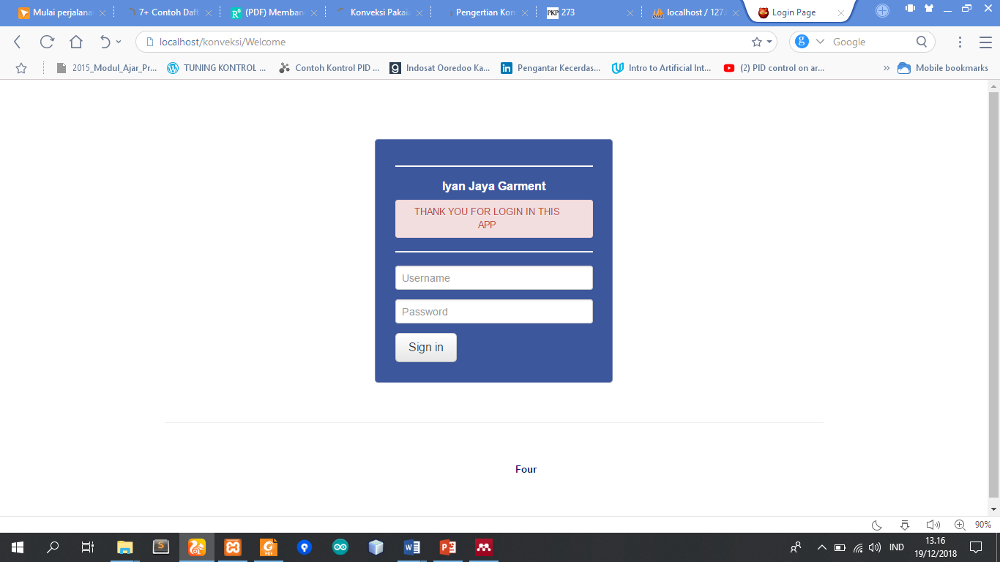 Mulai perjalana
7+ Contoh Daft
(PDF) Memban
Konveksi Pakai
Pengertian Kon
PKP 273
localhost / 127.
Login Page
localhost/konveksi/Welcome
g
Google
2015_Modul_Ajar_Pr...
TUNING KONTROL ...
Contoh Kontrol PID ...
Indosat Ooredoo Ka...
Pengantar Kecerdas...
Intro to Artificial Int...
(2) PID control on ar...
»
Mobile bookmarks
Iyan Jaya Garment
THANK YOU FOR LOGIN IN THIS
APP
Username
Password
Sign in
Four
90%
IND
13.16
19/12/2018